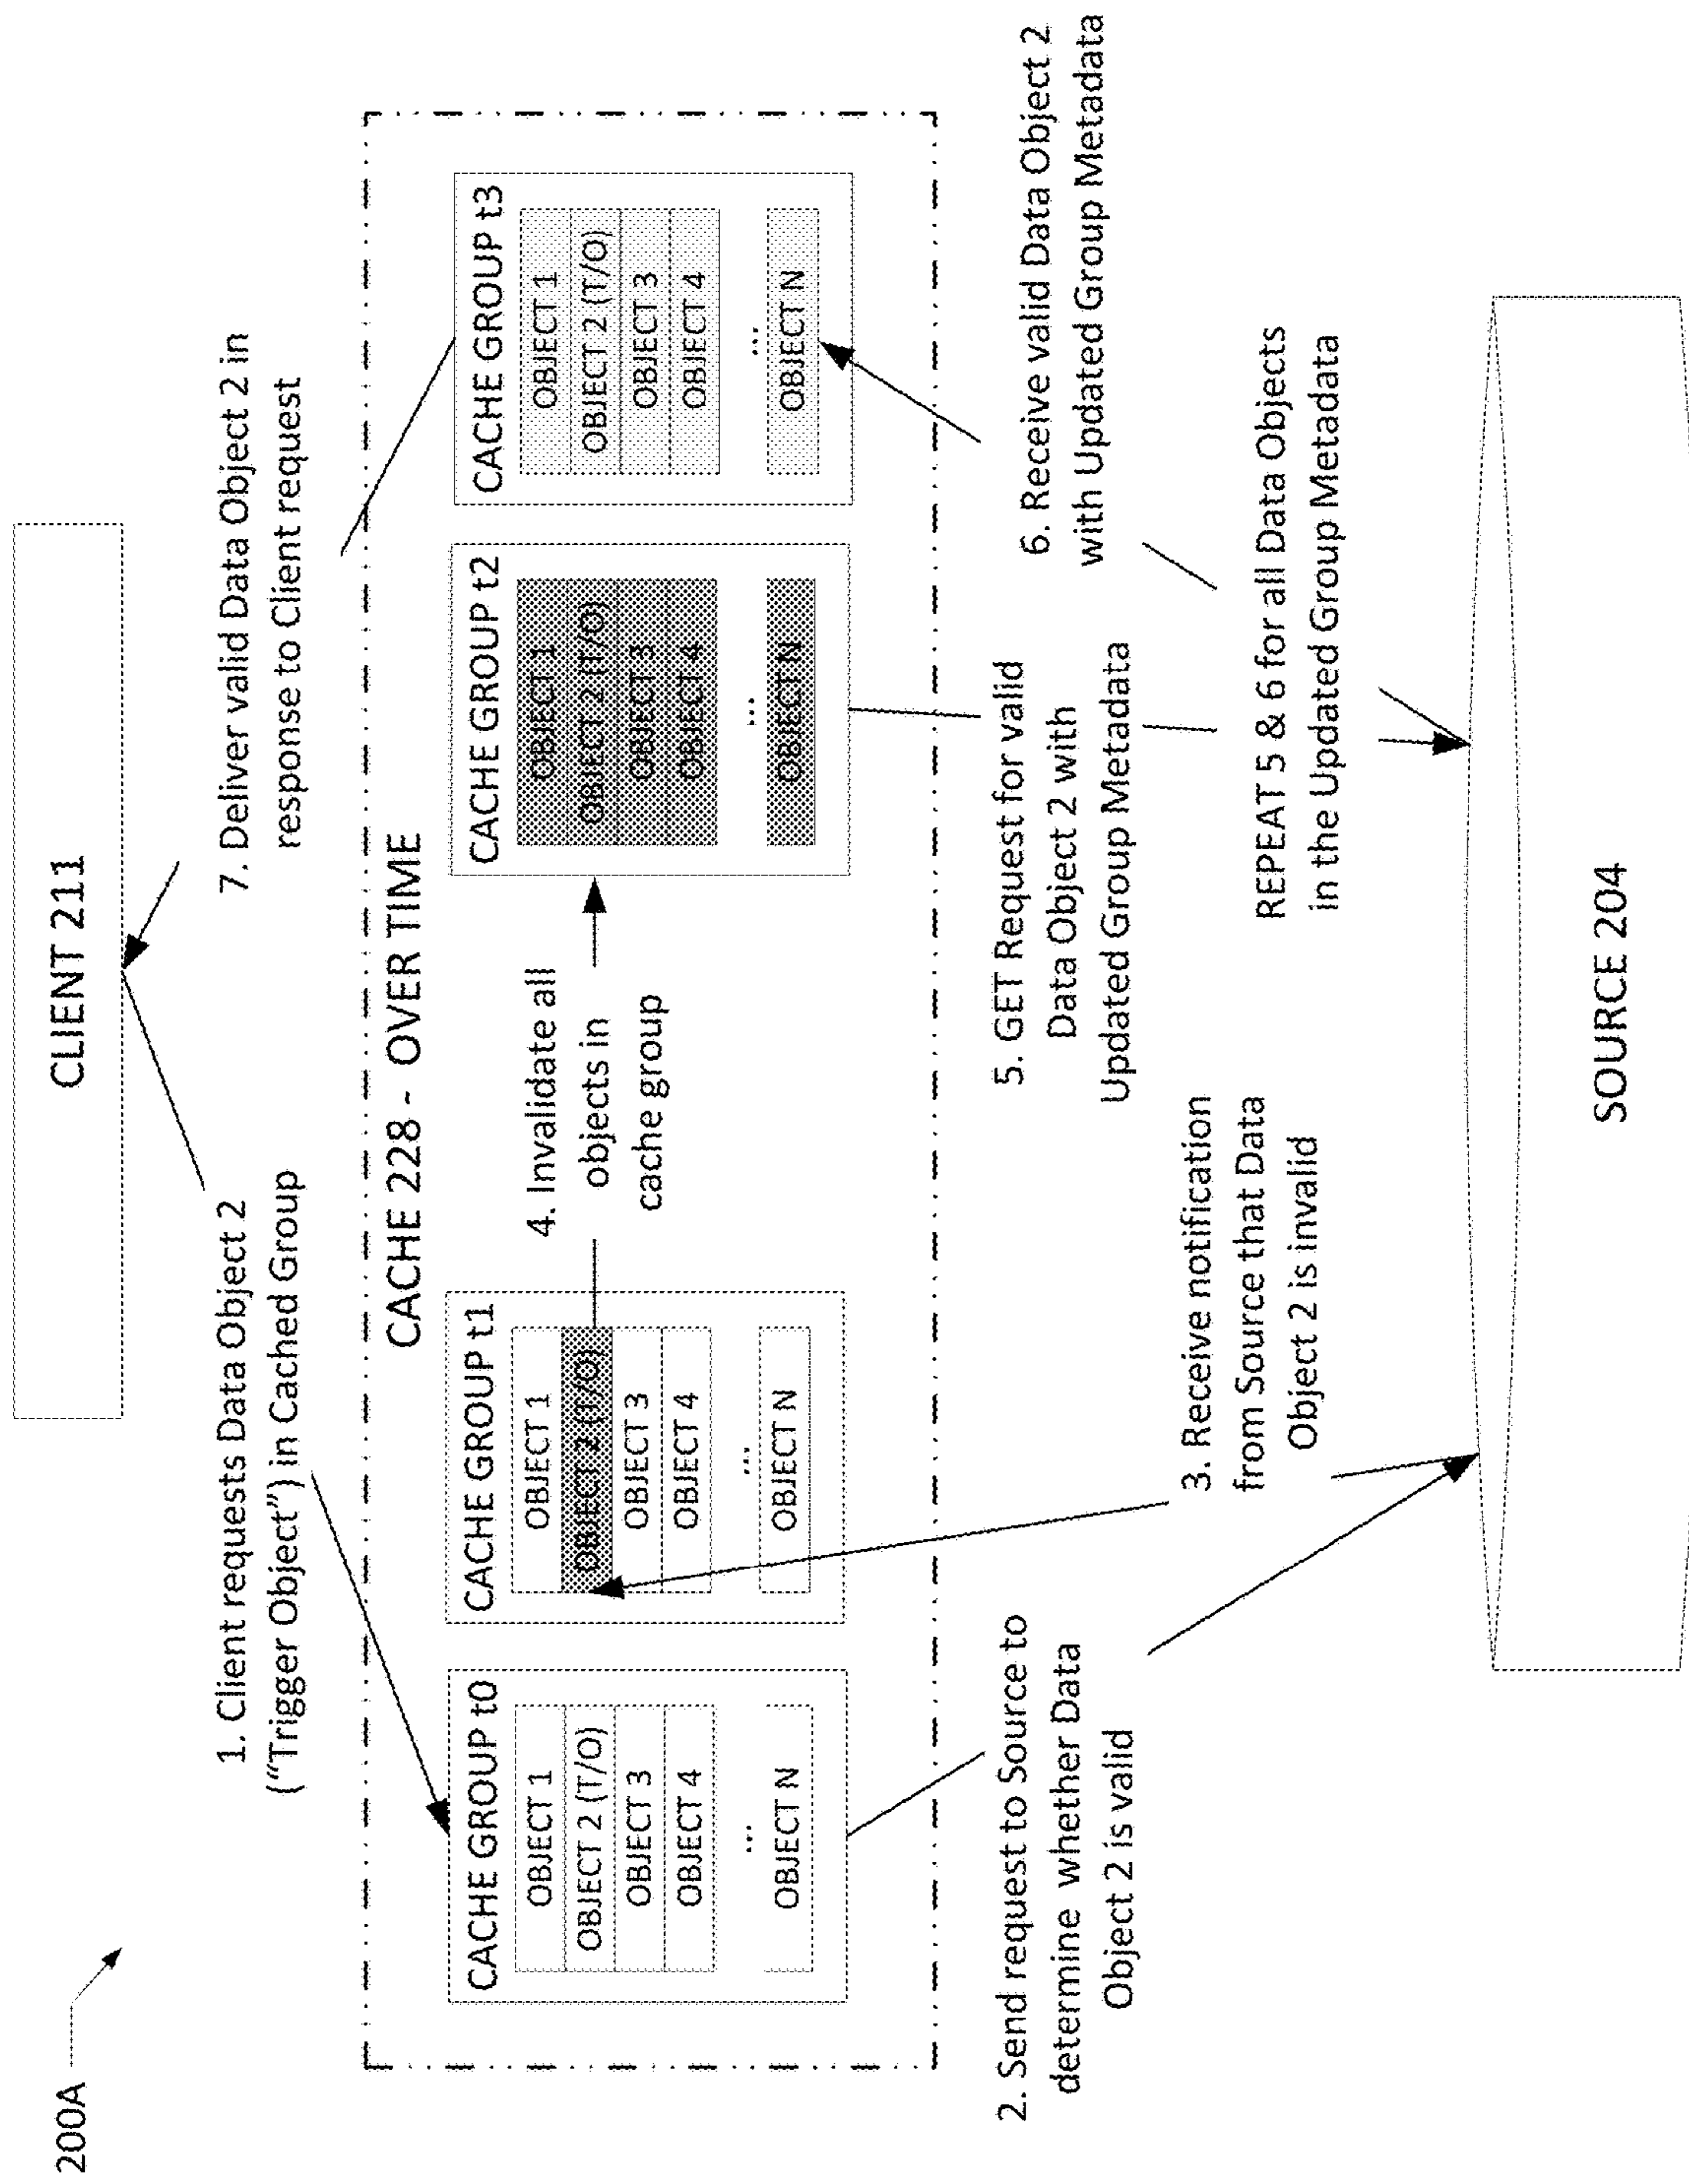 200A
CLIENT 211
1. Client requests Data Object 2
("Trigger Object") in Cached Group
7. Deliver valid Data Object 2 in
response to Client request
CACHE 228 - OVER TIME
CACHE GROUP t0
OBJECT 1
OBJECT 2 (T/O)
OBJECT 3
OBJECT 4
...
OBJECT N
CACHE GROUP t1
OBJECT 1
OBJECT 2 (T/O)
OBJECT 3
OBJECT 4
...
OBJECT N
4. Invalidate all
objects in
cache group
CACHE GROUP t2
OBJECT 1
OBJECT 2 (T/O)
OBJECT 3
OBJECT 4
...
OBJECT N
CACHE GROUP t3
OBJECT 1
OBJECT 2 (T/O)
OBJECT 3
OBJECT 4
...
OBJECT N
2. Send request to Source to
determine whether Data
Object 2 is valid
3. Receive notification
from Source that Data
Object 2 is invalid
5. GET Request for valid
Data Object 2 with
Updated Group Metadata
6. Receive valid Data Object 2
with Updated Group Metadata
REPEAT 5 & 6 for all Data Objects
in the Updated Group Metadata
SOURCE 204